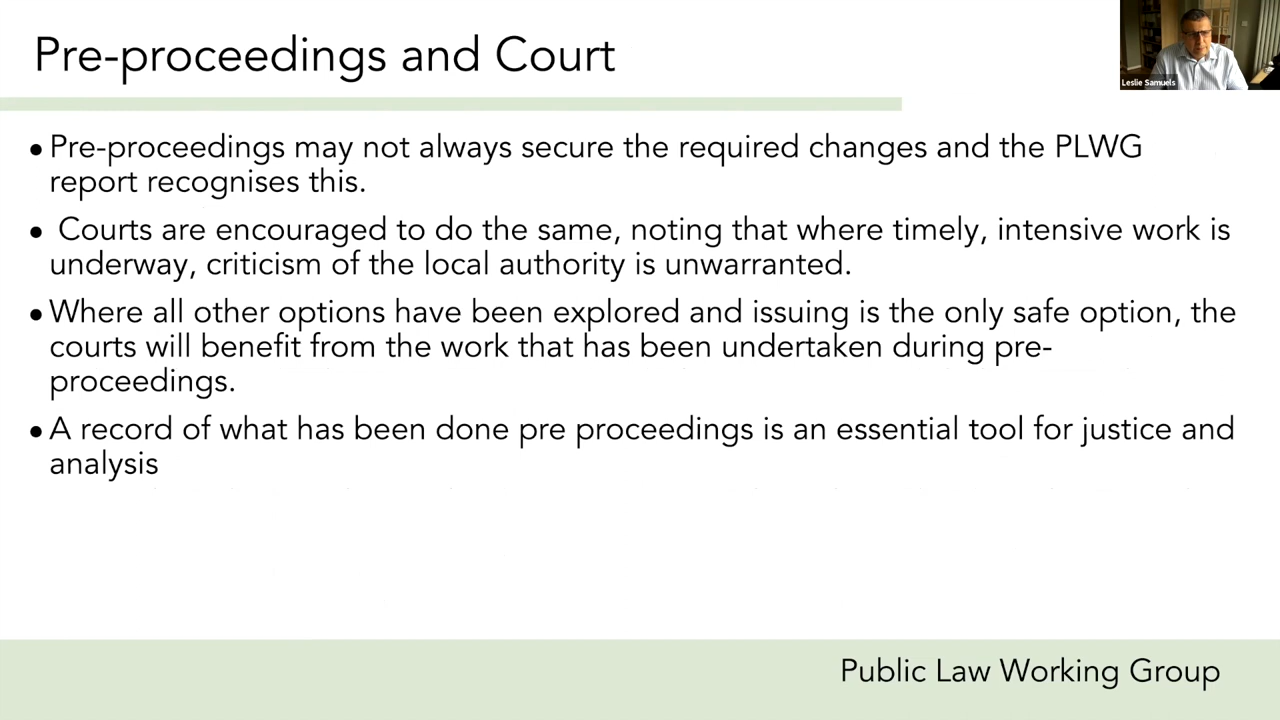 Pre-proceedings and Court
Leslie Samuels
• Pre-proceedings may not always secure the required changes and the PLWG
report recognises this.
• Courts are encouraged to do the same, noting that where timely, intensive work is
underway, criticism of the local authority is unwarranted.
• Where all other options have been explored and issuing is the only safe option, the
courts will benefit from the work that has been undertaken during pre-
proceedings.
• A record of what has been done pre proceedings is an essential tool for justice and
analysis
Public Law Working Group